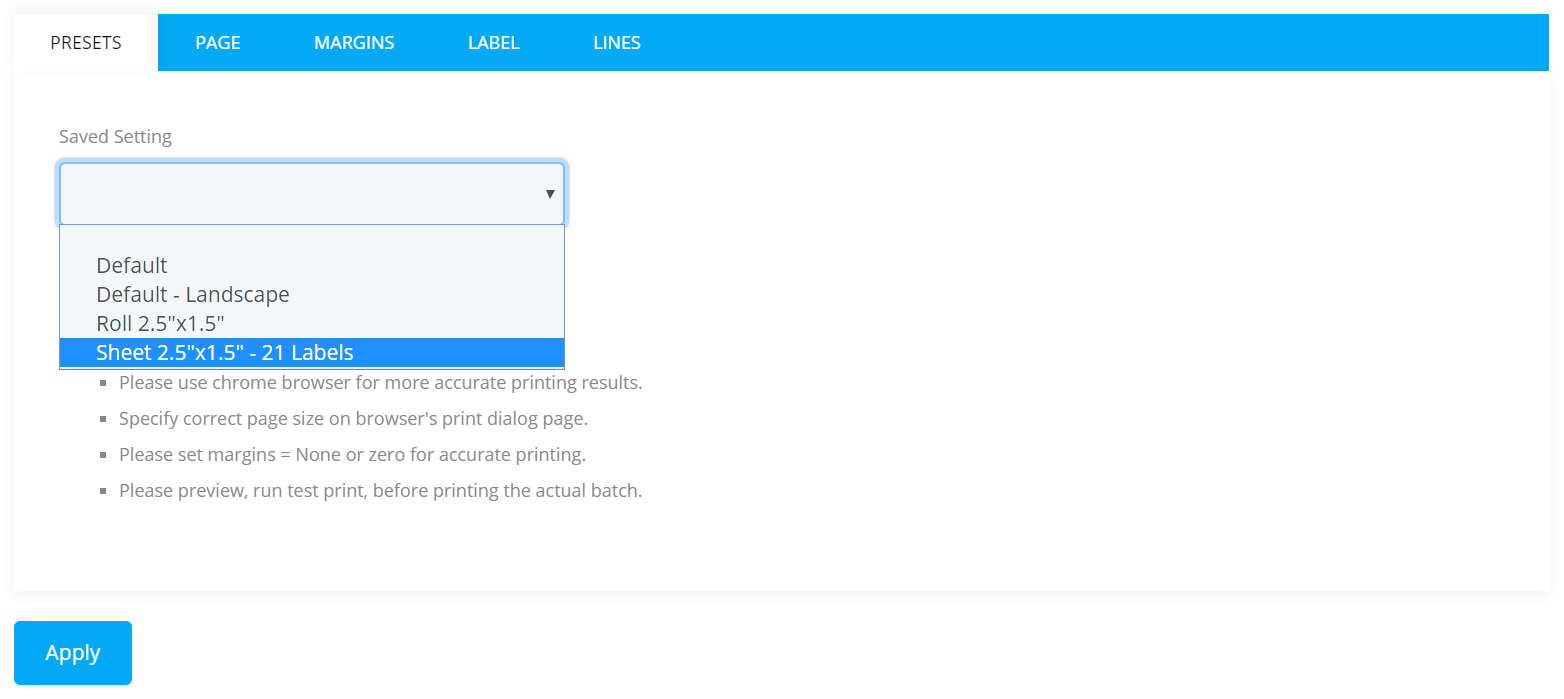 PRESETS PAGE MARGINS LABEL LINES
Saved Setting
Default
Default - Landscape
Roll 2.5"x1.5"
Sheet 2.5"x1.5" - 21 Labels
Please use chrome browser for more accurate printing results.
Specify correct page size on browser's print dialog page.
Please set margins = None or zero for accurate printing.
Please preview, run test print, before printing the actual batch.
Apply